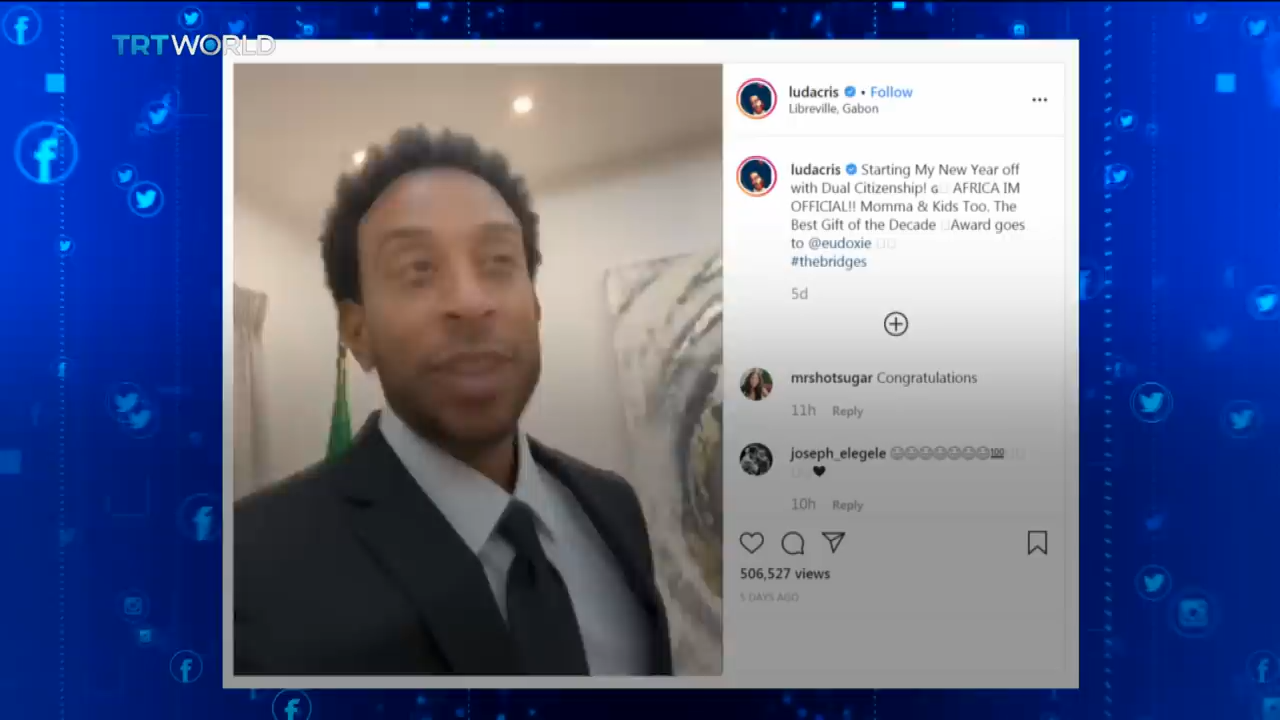 TRT WORLD
ludacris • Follow
Libreville, Gabon
ludacris Starting My New Year off
with Dual Citizenship! G AFRICA IM
OFFICIAL!! Momma & Kids Too. The
Best Gift of the Decade Award goes
to @eudoxie
#thebridges
5d
mrshotsugar Congratulations
11h Reply
joseph_elegele 😂😂😂😂😂😂😂💯
🖤
10h Reply
506,527 views
5 DAYS AGO